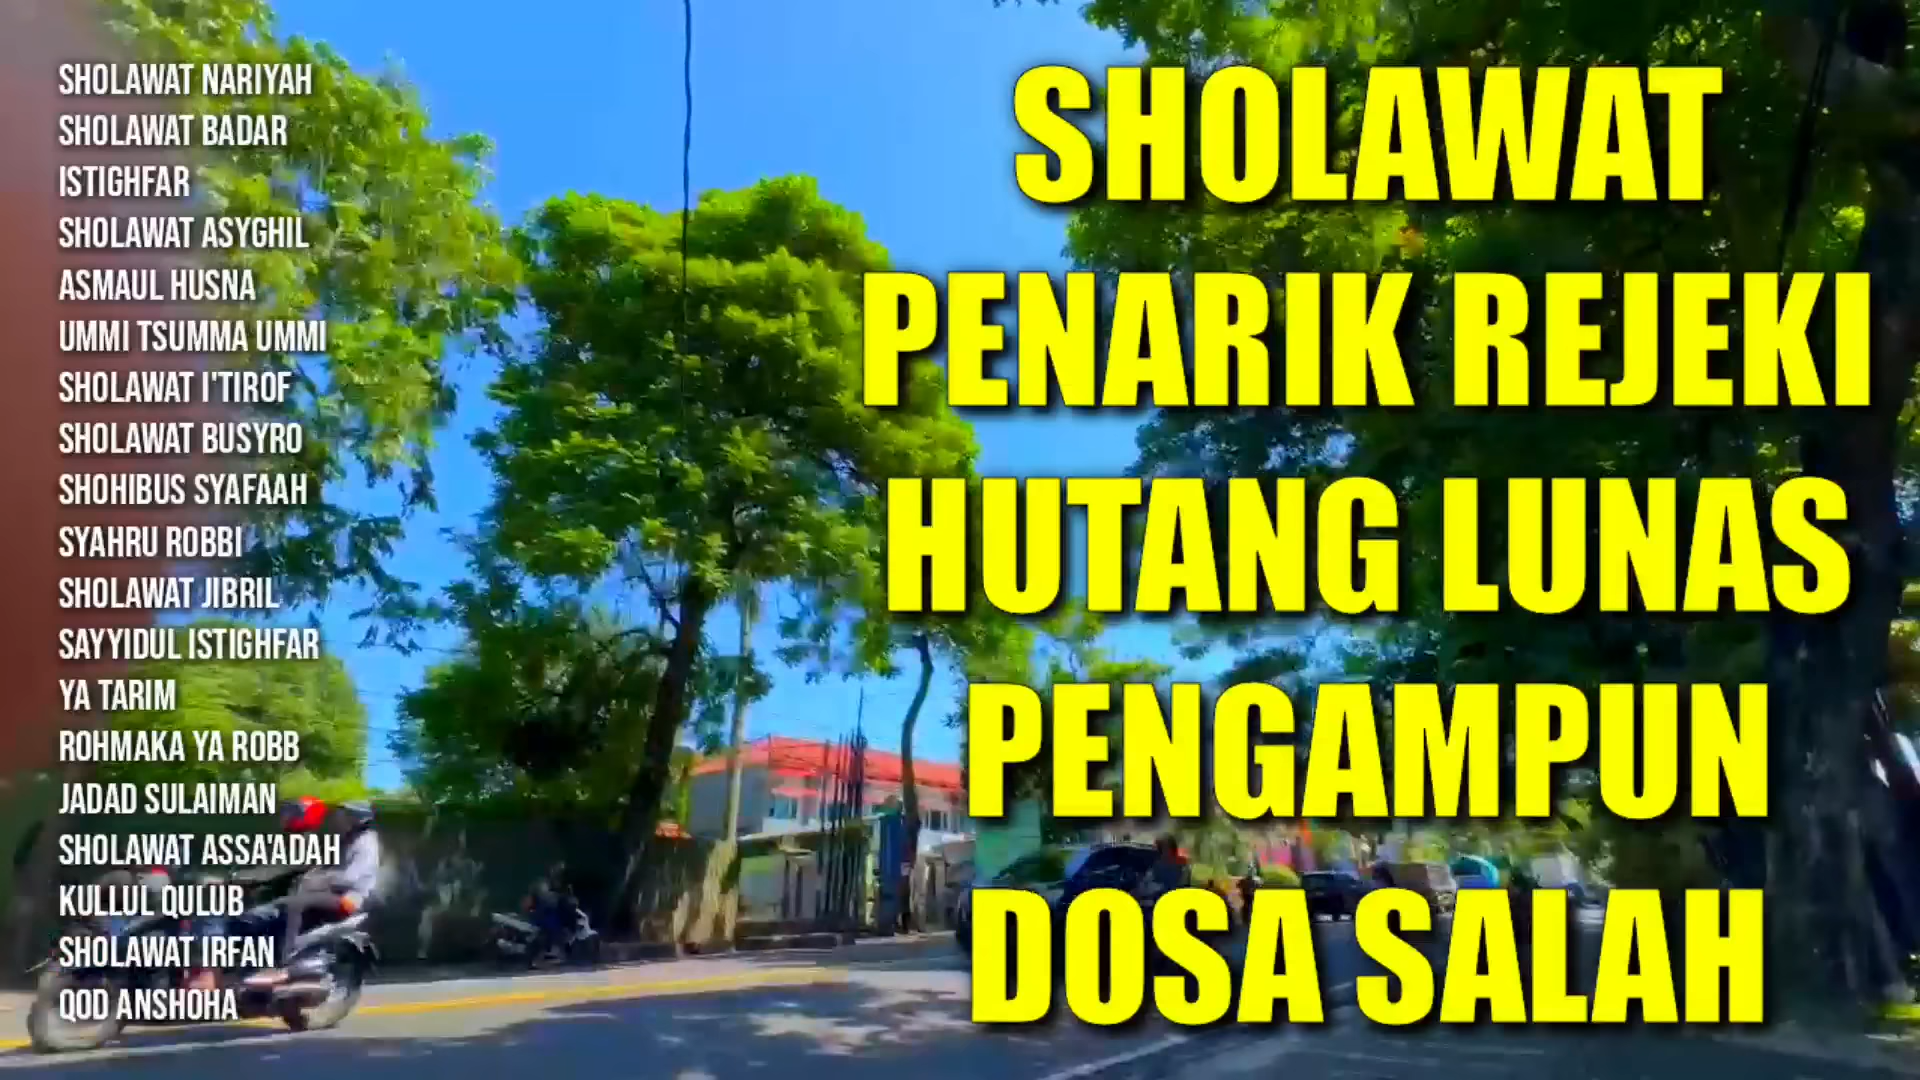 SHOLAWAT NARIYAH
SHOLAWAT BADAR
ISTIGHFAR
SHOLAWAT ASYGHIL
ASMAUL HUSNA
UMMI TSUMMA UMMI
SHOLAWAT I'TIROF
SHOLAWAT BUSYRO
SHOHIBUS SYAFAAH
SYAHRU ROBBI
SHOLAWAT JIBRIL
SAYYIDUL ISTIGHFAR
YA TARIM
ROHMAKA YA ROBB
JADAD SULAIMAN
SHOLAWAT ASSA'ADAH
KULLUL QULUB
SHOLAWAT IRFAN
QOD ANSHOHA
SHOLAWAT
PENARIK REJEKI
HUTANG LUNAS
PENGAMPUN
DOSA SALAH